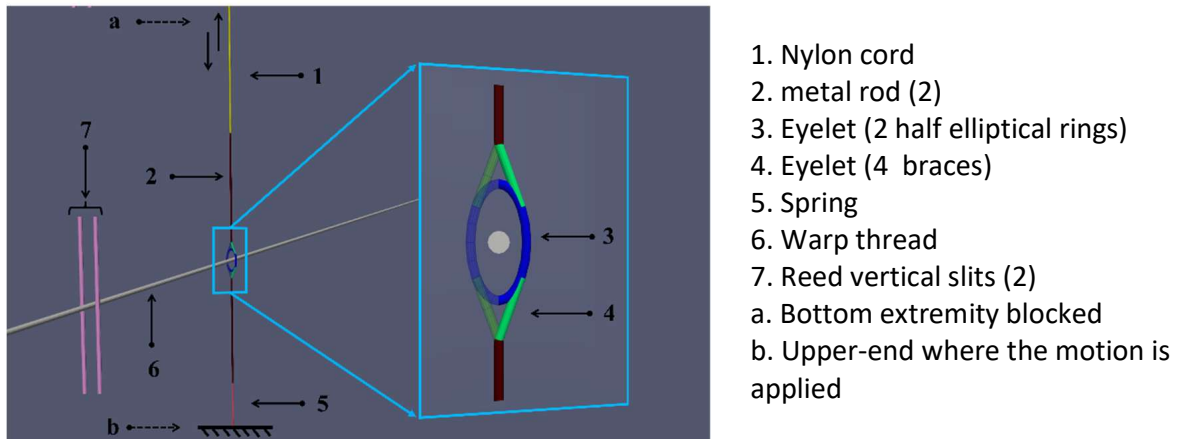 a
1
7
2
3
4
6
5
b
1. Nylon cord
2. metal rod (2)
3. Eyelet (2 half elliptical rings)
4. Eyelet (4 braces)
5. Spring
6. Warp thread
7. Reed vertical slits (2)
a. Bottom extremity blocked
b. Upper-end where the motion is
applied